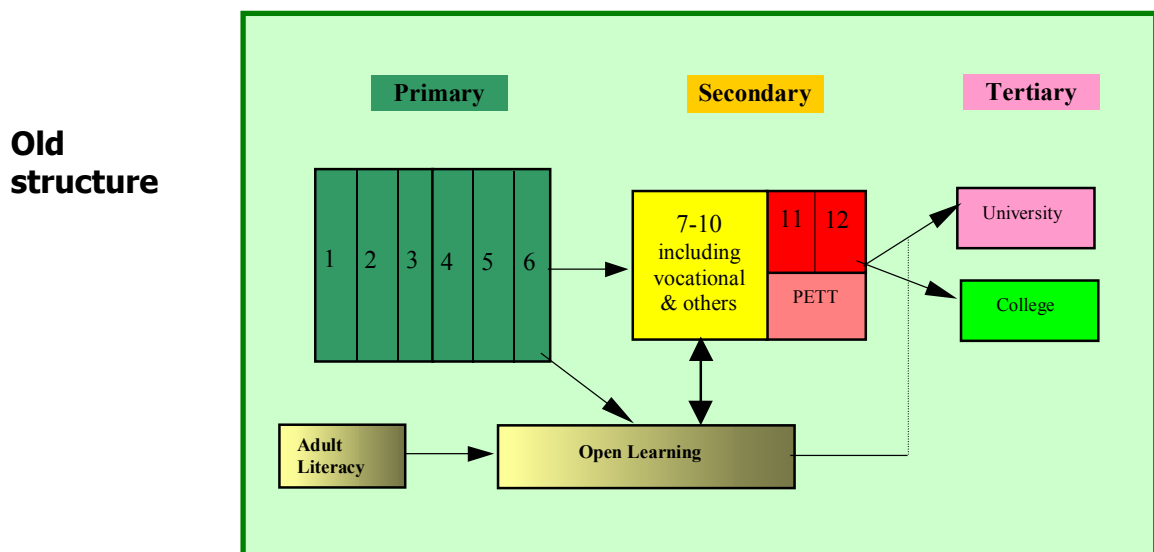 Old
structure
Primary
Secondary
Tertiary
1 2 3 4 5 6
7-10
including
vocational
& others
11 12
PETT
University
College
Adult
Literacy
Open Learning